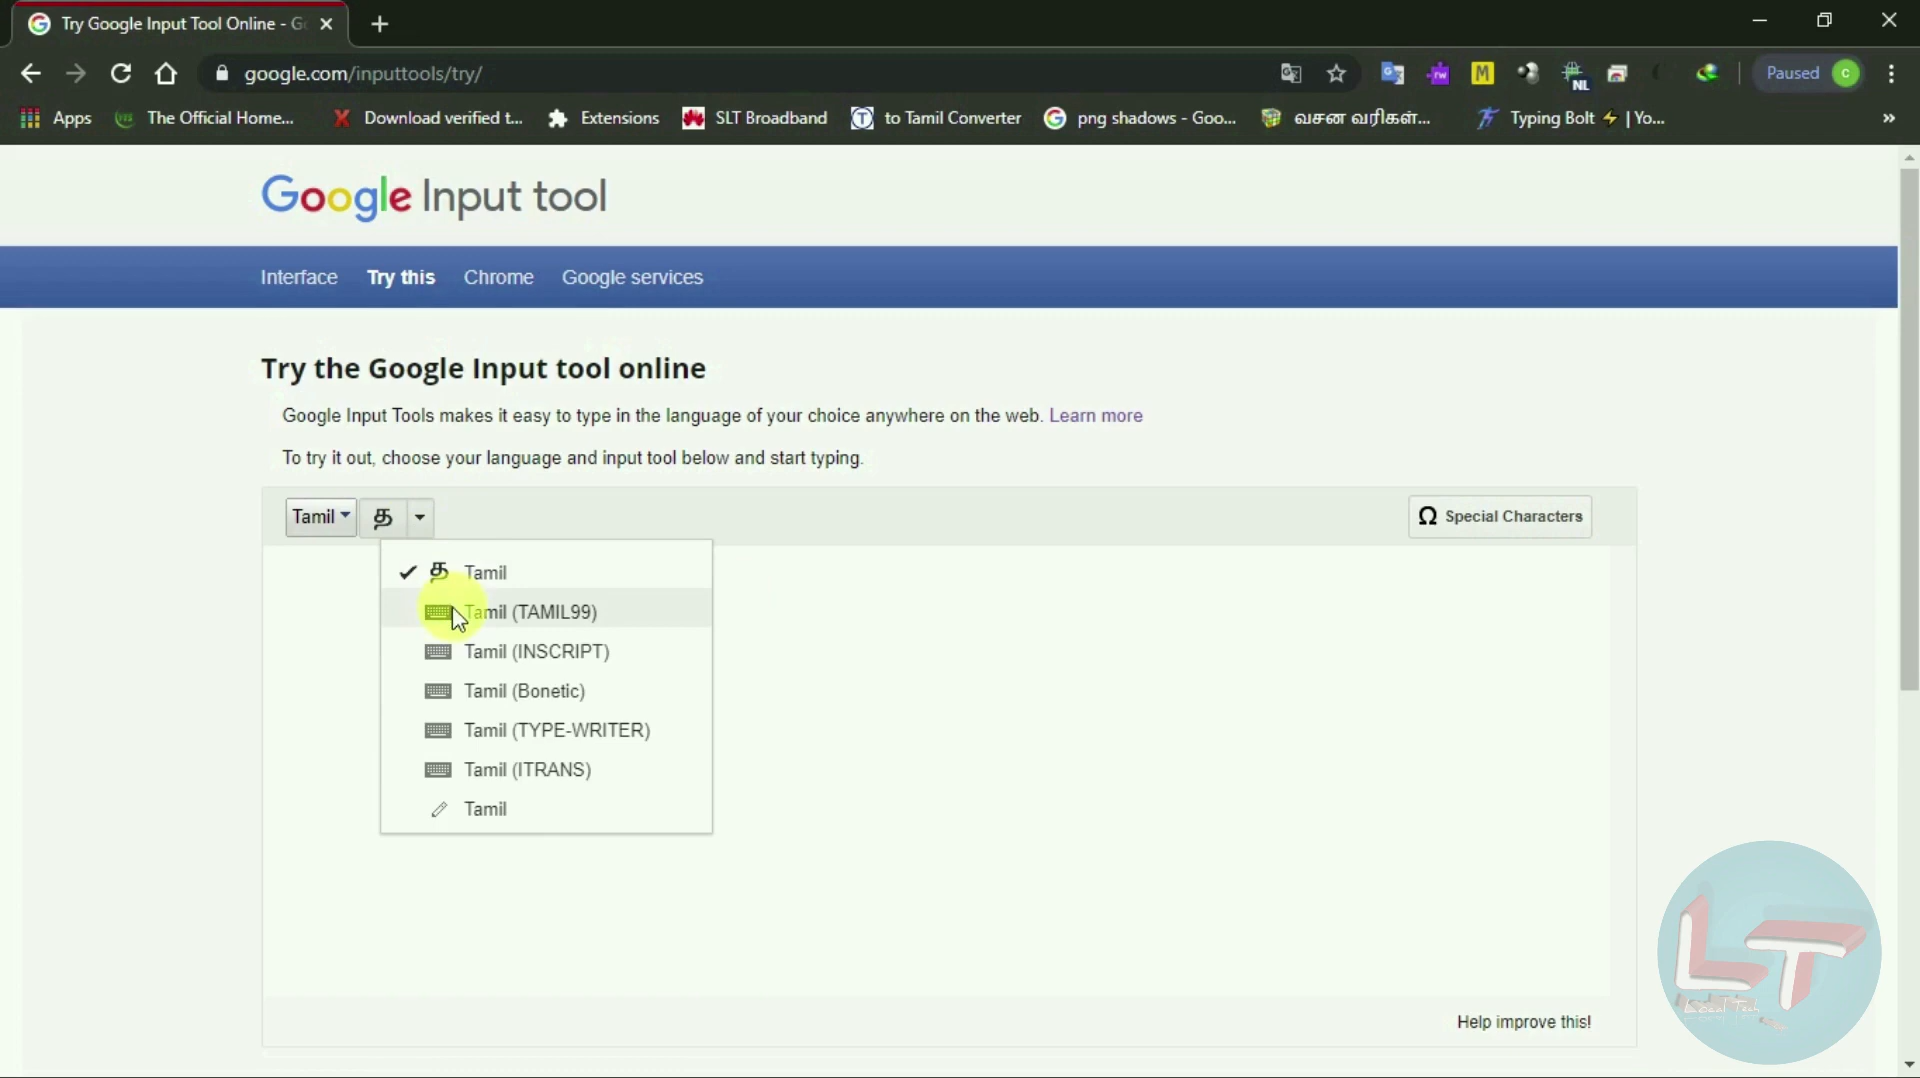 Try Google Input Tool Online - G
google.com/inputtools/try/
M
NL
Paused C
Apps The Official Home... Download verified t... Extensions SLT Broadband to Tamil Converter png shadows - Goo... வசன வரிகள்... Typing Bolt⚡| Yo... »
Google Input tool
Interface Try this Chrome Google services
Try the Google Input tool online
Google Input Tools makes it easy to type in the language of your choice anywhere on the web. Learn more
To try it out, choose your language and input tool below and start typing.
Tamil த Ω Special Characters
✓ த Tamil
Tamil (TAMIL99)
Tamil (INSCRIPT)
Tamil (Bonetic)
Tamil (TYPE-WRITER)
Tamil (ITRANS)
Tamil
LT
Help improve this!